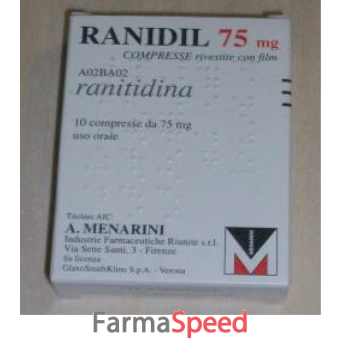 RANIDIL 75 mg
COMPRESSE rivestite con film
A02BA02
ranitidina
10 compresse da 75 mg
uso orale
Titolare AIC:
A. MENARINI
Industrie Farmaceutiche Riunite s.r.l.
Via Sette Santi, 3 - Firenze
Su licenza
GlaxoSmithKline S.p.A. - Verona
MENARINI
FarmaSpeed